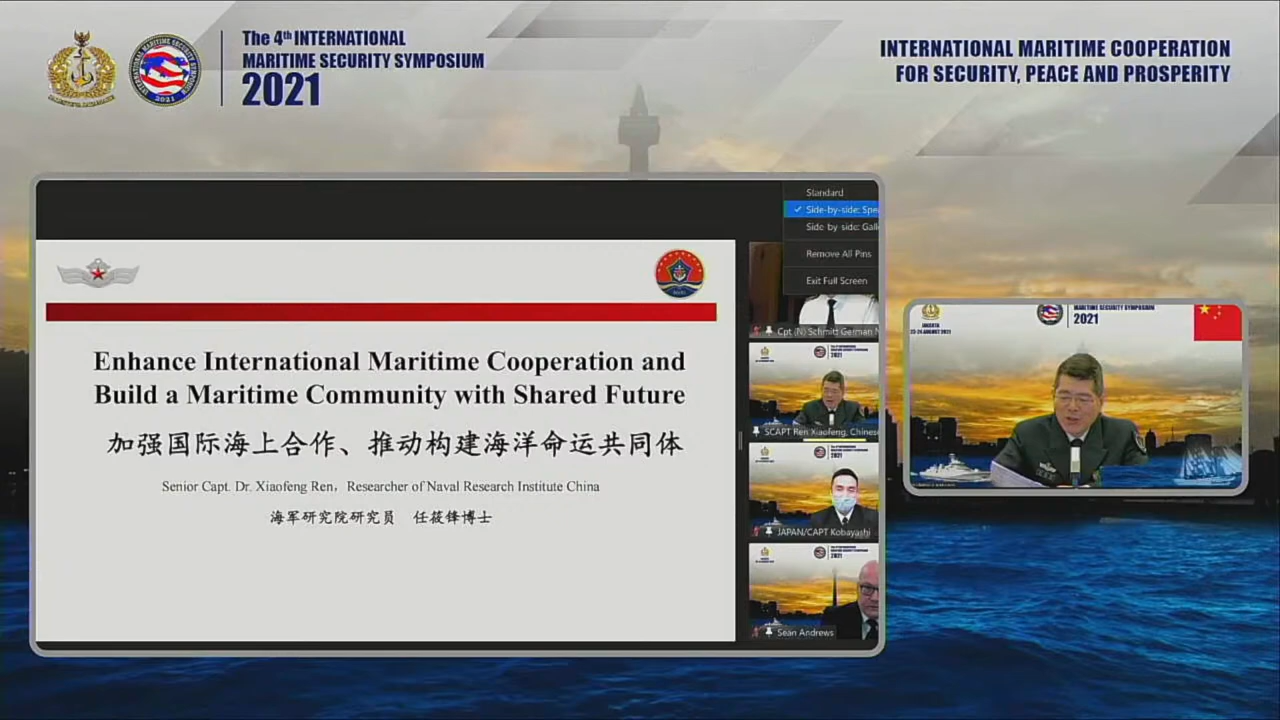 The 4th INTERNATIONAL
MARITIME SECURITY SYMPOSIUM
2021
INTERNATIONAL MARITIME COOPERATION
FOR SECURITY, PEACE AND PROSPERITY
Enhance International Maritime Cooperation and
Build a Maritime Community with Shared Future
加强国际海上合作、推动构建海洋命运共同体
Senior Capt. Dr. Xiaofeng Ren，Researcher of Naval Research Institute China
海军研究院研究员 任筱锋博士
Standard
Side-by-side: Spe
Side-by-side: Gall
Remove All Pins
Exit Full Screen
Cpt (N) Schmitt German N
SCAPT Ren Xiaofeng, Chinese
JAPAN/CAPT Kobayashi
Sean Andrews
JAKARTA
23-24 AUGUST 2021
MARITIME SECURITY SYMPOSIUM
2021